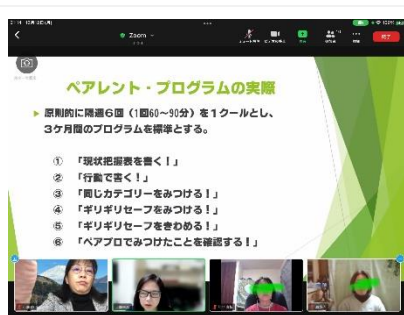 Zoom
終了
ペアレント・プログラムの実際
原則的に隔週6回（1回60～90分）を1クールとし、
3ケ月間のプログラムを標準とする。
① 「現状把握表を書く！」
② 「行動で書く！」
③ 「同じカテゴリーをみつける！」
④ 「ギリギリセーフをみつける！」
⑤ 「ギリギリセーフをきわめる！」
⑥ 「ペアプロでみつけたことを確認する！」